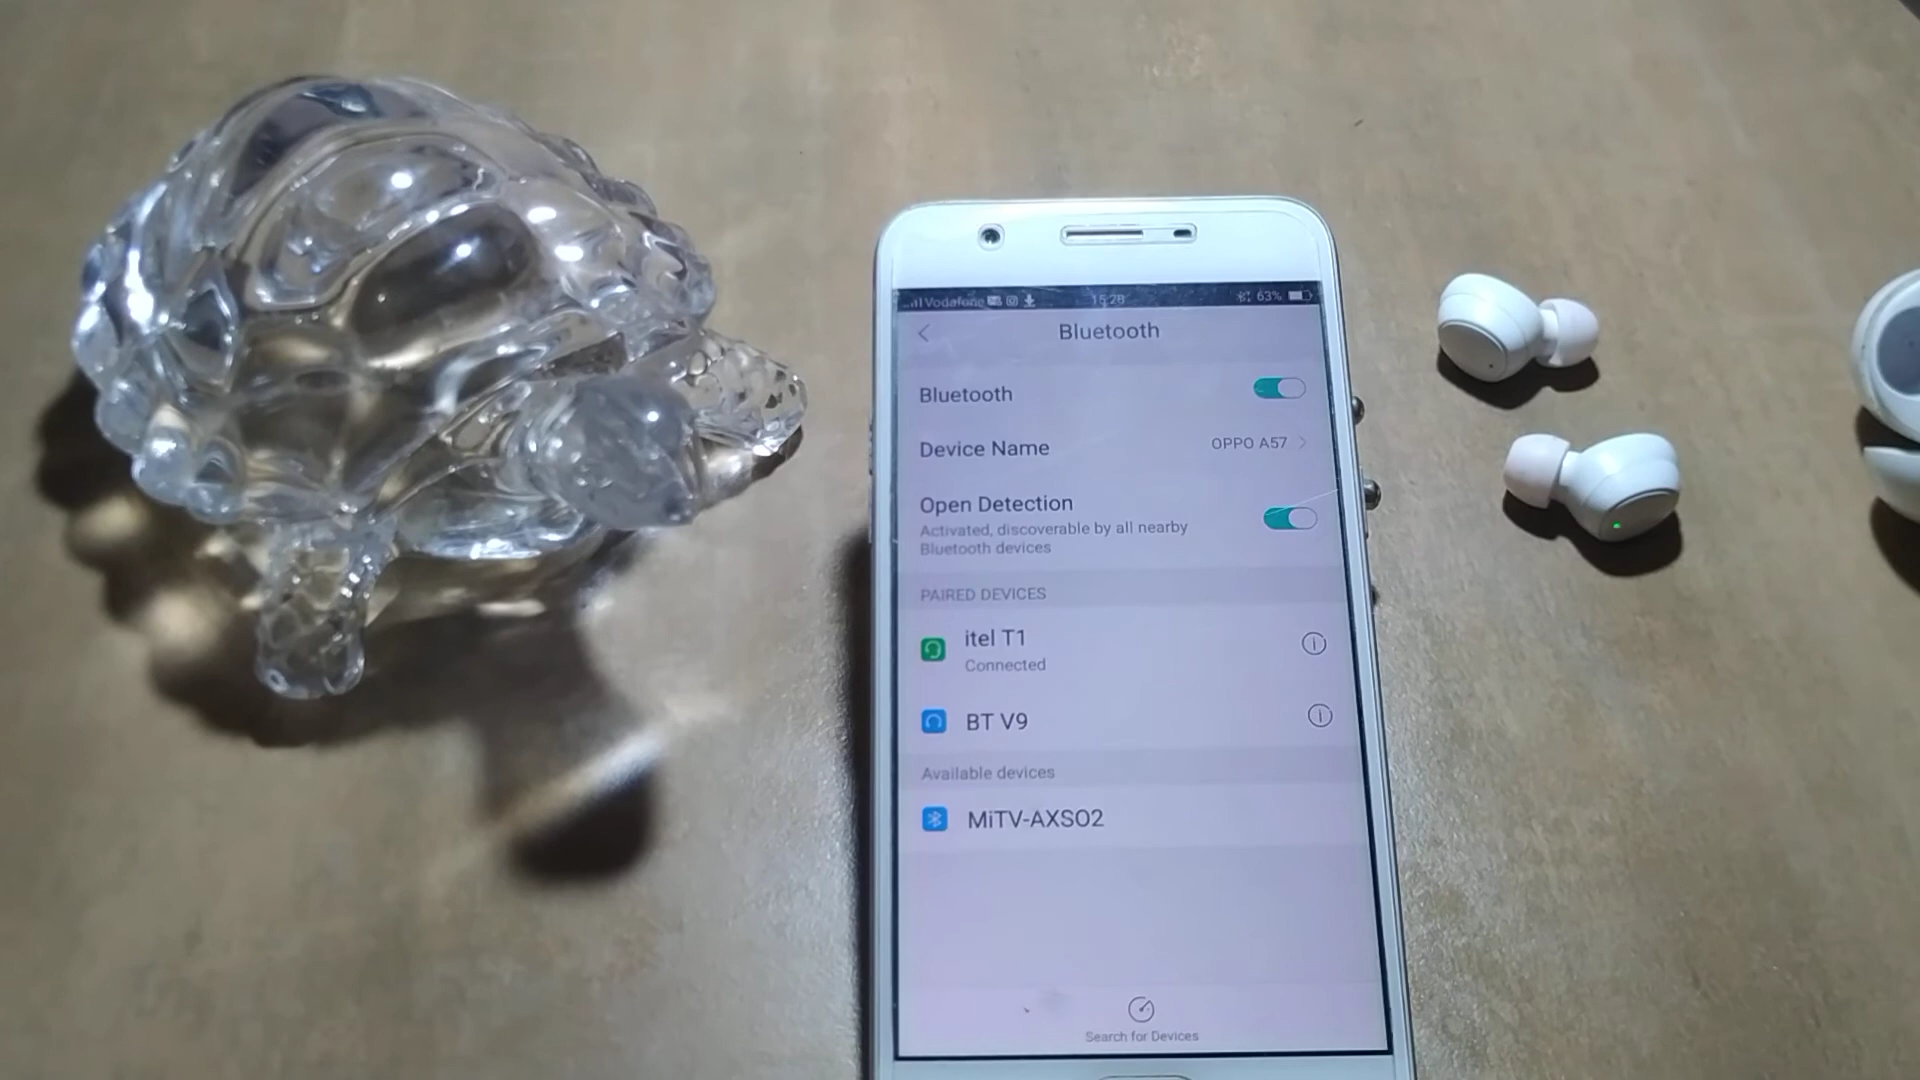 Vodafone 15:28 63%
Bluetooth
Bluetooth
Device Name OPPO A57
Open Detection
Activated, discoverable by all nearby
Bluetooth devices
PAIRED DEVICES
itel T1
Connected
BT V9
Available devices
MiTV-AXSO2
Search for Devices